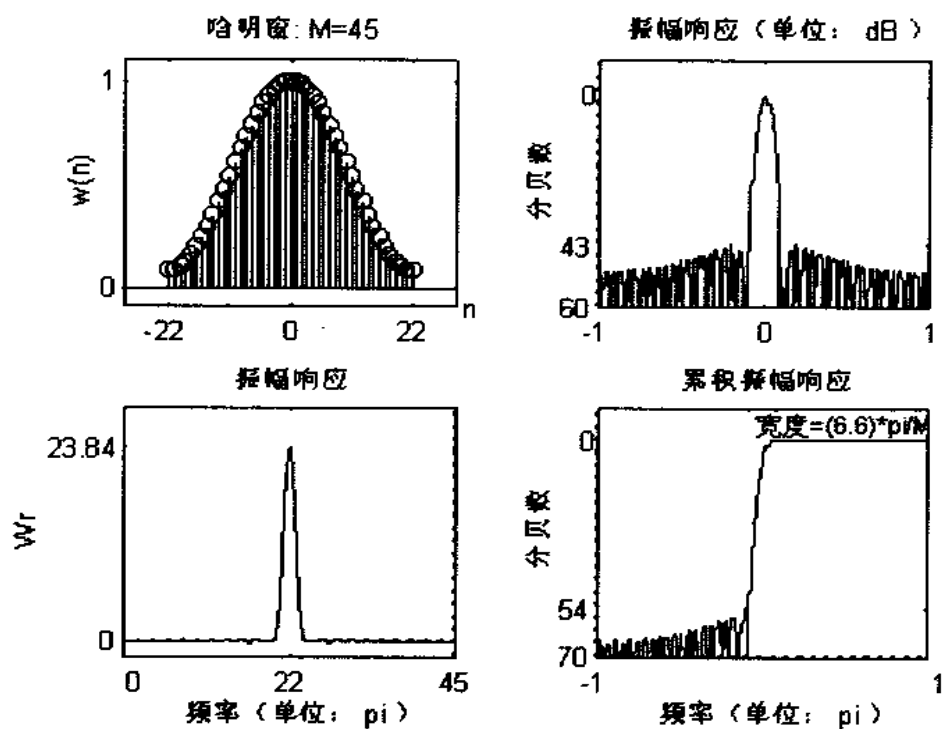 哈明窗: M=45
1
w(n)
0
-22 0 22 n
振幅响应(单位: dB)
0
分贝数
43
60
-1 0 1
振幅响应
23.84
Wr
0
0 22 45
频率(单位: pi)
累积振幅响应
宽度=(6.6)*pi/M
0
分贝数
54
70
-1 1
频率(单位: pi)